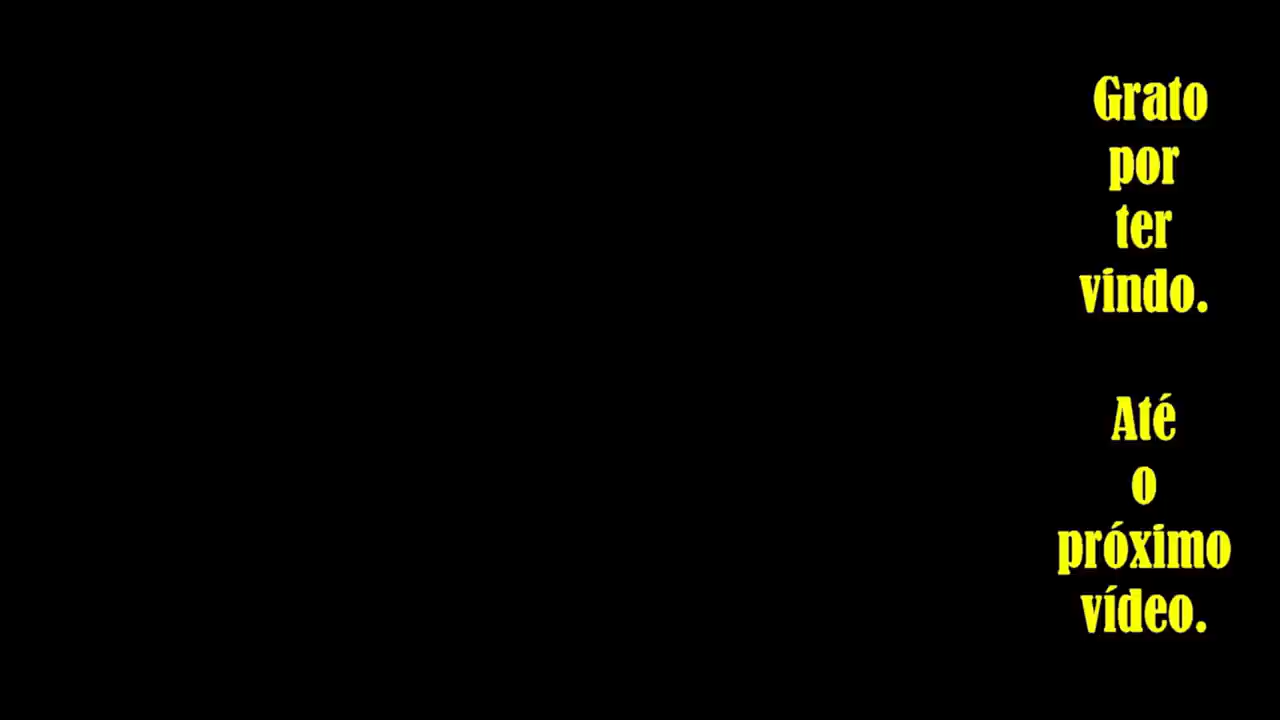 Grato
por
ter
vindo.
Até
o
próximo
vídeo.